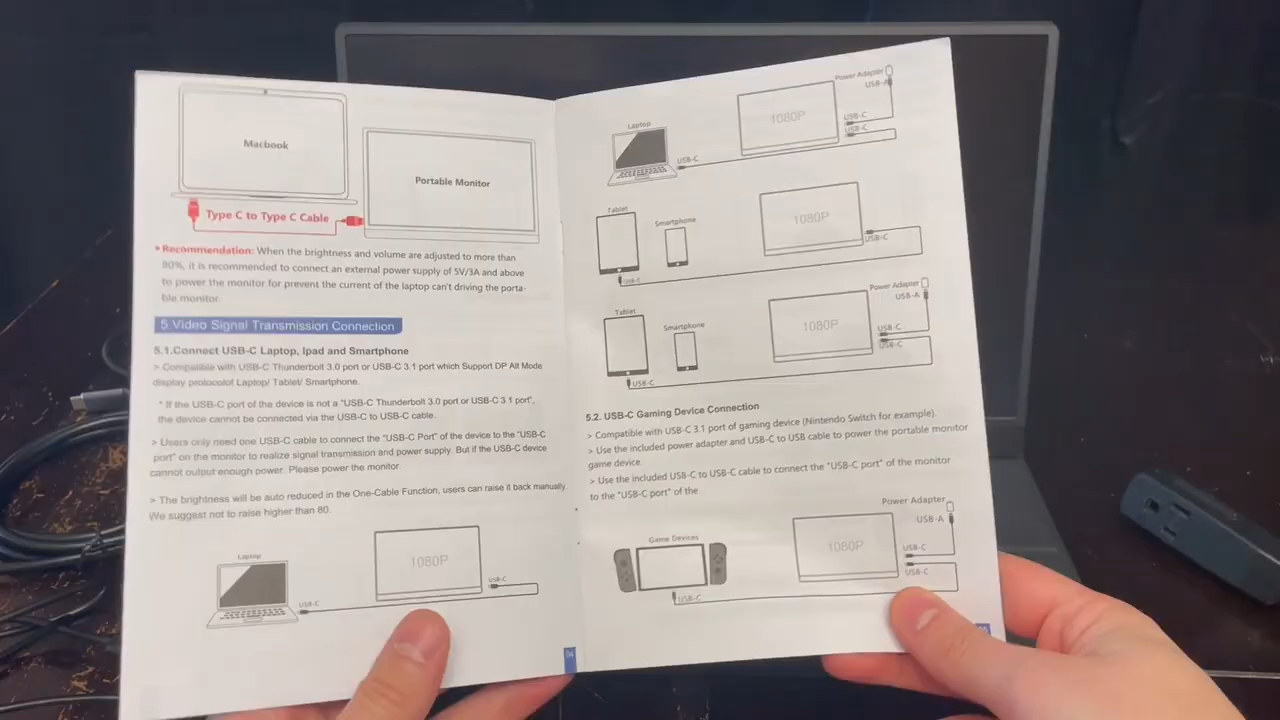 Macbook
Portable Monitor
Type C to Type C Cable
* Recommendation: When the brightness and volume are adjusted to more than
80%, it is recommended to connect an external power supply of 5V/3A and above
to power the monitor for prevent the current of the laptop can't driving the porta-
ble monitor.
5 Video Signal Transmission Connection
5.1.Connect USB-C Laptop, Ipad and Smartphone
> Compatible with USB-C Thunderbolt 3.0 port or USB-C 3.1 port which Support DP Alt Mode
display protocolof Laptop/ Tablet/ Smartphone.
* If the USB-C port of the device is not a "USB-C Thunderbolt 3.0 port or USB-C 3.1 port",
the device cannot be connected via the USB-C to USB-C cable.
> Users only need one USB-C cable to connect the "USB-C Port" of the device to the "USB-C
port" on the monitor to realize signal transmission and power supply. But if the USB-C device
cannot output enough power. Please power the monitor.
> The brightness will be auto reduced in the One-Cable Function, users can raise it back manually.
We suggest not to raise higher than 80.
Laptop
1080P
USB-C
USB-C
04
Power Adapter
USB-A
Laptop
1080P
USB-C
USB-C
USB-C
Tablet
Smartphone
1080P
USB-C
USB-C
Power Adapter
USB-A
Tablet
Smartphone
1080P
USB-C
USB-C
USB-C
5.2. USB-C Gaming Device Connection
> Compatible with USB-C 3.1 port of gaming device (Nintendo Switch for example).
> Use the included power adapter and USB-C to USB cable to power the portable monitor
game device.
> Use the included USB-C to USB-C cable to connect the "USB-C port" of the monitor
to the "USB-C port" of the
Power Adapter
USB-A
Game Devices
1080P
USB-C
USB-C
USB-C